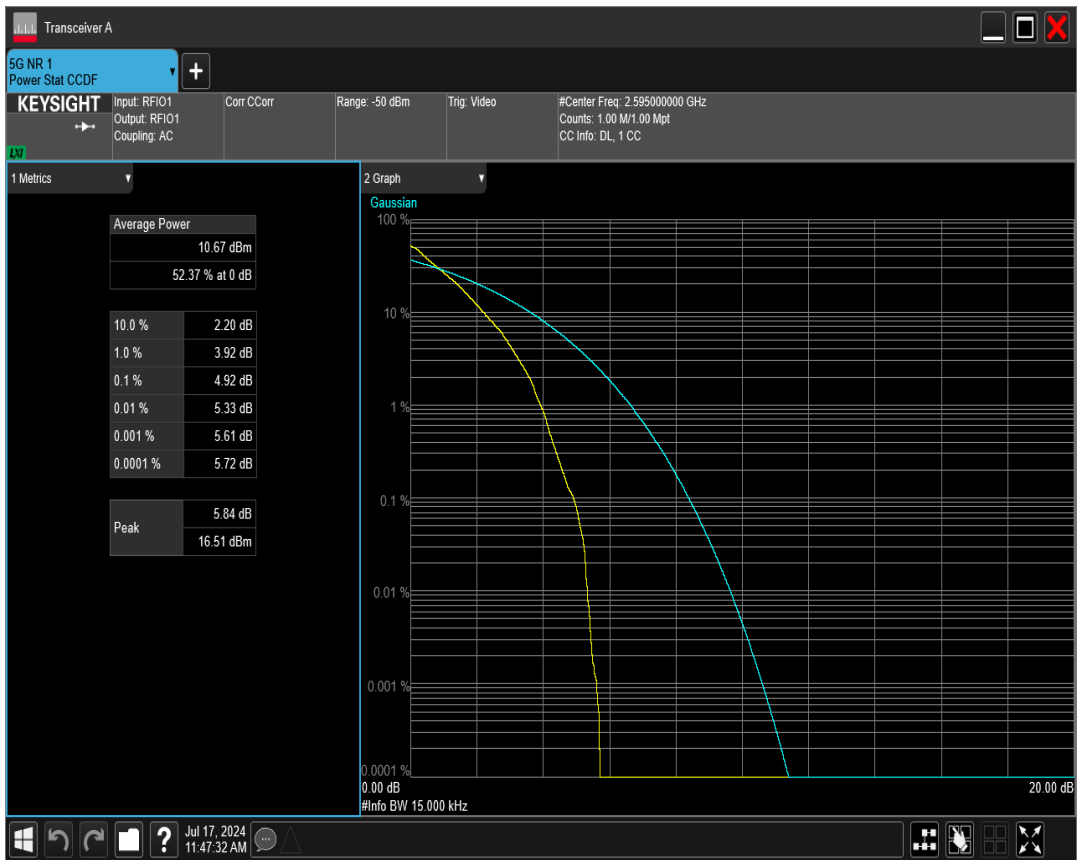 Transceiver A
5G NR 1
Power Stat CCDF
KEYSIGHT
LXI
Input: RFIO1
Output: RFIO1
Coupling: AC
Corr CCorr
Range: -50 dBm
Trig: Video
#Center Freq: 2.595000000 GHz
Counts: 1.00 M/1.00 Mpt
CC Info: DL, 1 CC
1 Metrics
Average Power
10.67 dBm
52.37 % at 0 dB
10.0 % 2.20 dB
1.0 % 3.92 dB
0.1 % 4.92 dB
0.01 % 5.33 dB
0.001 % 5.61 dB
0.0001 % 5.72 dB
Peak
5.84 dB
16.51 dBm
2 Graph
Gaussian
100 %
10 %
1 %
0.1 %
0.01 %
0.001 %
0.0001 %
0.00 dB
20.00 dB
#Info BW 15.000 kHz
Jul 17, 2024
11:47:32 AM